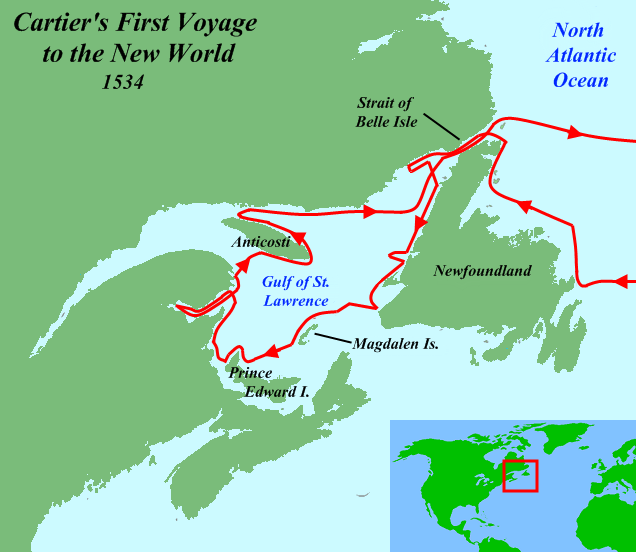 Cartier's First Voyage
to the New World
1534
North
Atlantic
Ocean
Strait of
Belle Isle
Anticosti
Gulf of St.
Lawrence
Newfoundland
Magdalen Is.
Prince
Edward I.